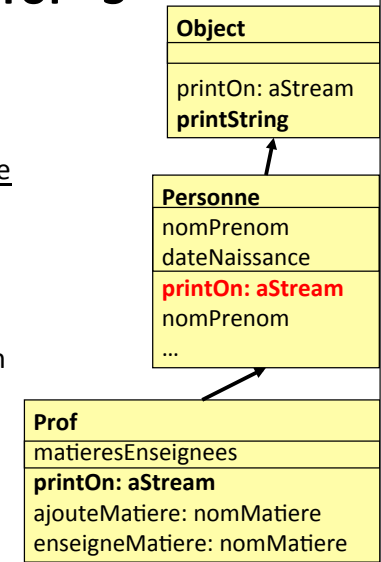 Object
printOn: aStream
printString
e
Personne
nomPrenom
dateNaissance
printOn: aStream
nomPrenom
...
Prof
matieresEnseignees
printOn: aStream
ajouteMatiere: nomMatiere
enseigneMatiere: nomMatiere